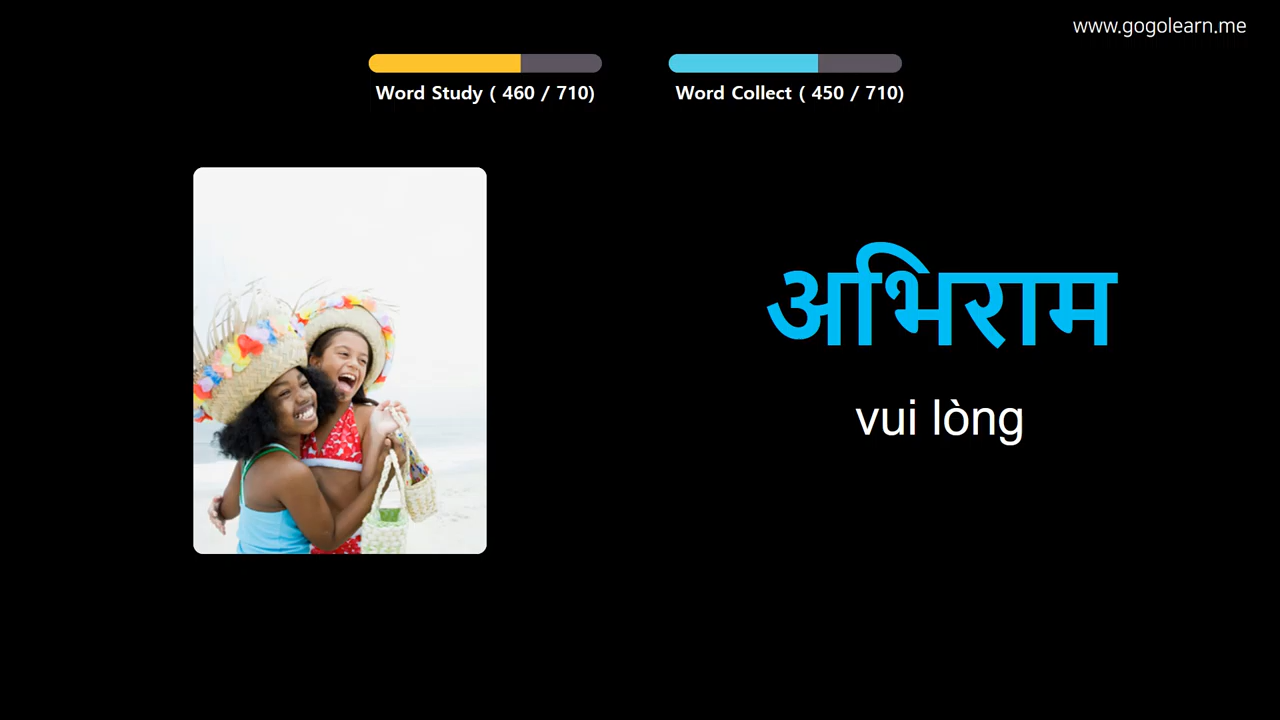 www.gogolearn.me
Word Study ( 460 / 710)
Word Collect ( 450 / 710)
अभिराम
vui lòng